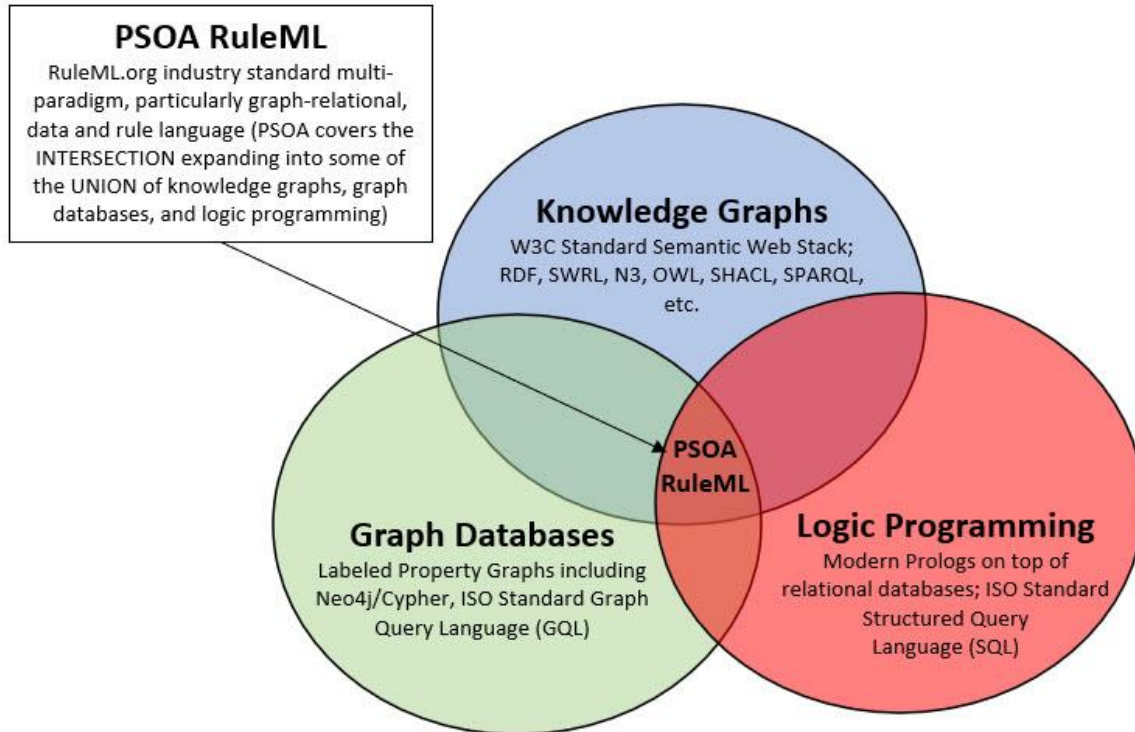 PSOA RuleML
RuleML.org industry standard multi-
paradigm, particularly graph-relational,
data and rule language (PSOA covers the
INTERSECTION expanding into some of
the UNION of knowledge graphs, graph
databases, and logic programming)
Knowledge Graphs
W3C Standard Semantic Web Stack;
RDF, SWRL, N3, OWL, SHACL, SPARQL,
etc.
PSOA
RuleML
Graph Databases
Labeled Property Graphs including
Neo4j/Cypher, ISO Standard Graph
Query Language (GQL)
Logic Programming
Modern Prologs on top of
relational databases; ISO Standard
Structured Query
Language (SQL)